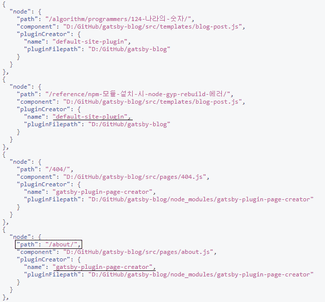 {
"node": {
"path": "/algorithm/programmers/124-나라의-숫자/",
"component": "D:/GitHub/gatsby-blog/src/templates/blog-post.js",
"pluginCreator": {
"name": "default-site-plugin",
"pluginFilepath": "D:/GitHub/gatsby-blog"
}
}
},
{
"node": {
"path": "/reference/npm-모듈-설치-시-node-gyp-rebuild-에러/",
"component": "D:/GitHub/gatsby-blog/src/templates/blog-post.js",
"pluginCreator": {
"name": "default-site-plugin",
"pluginFilepath": "D:/GitHub/gatsby-blog"
}
}
},
{
"node": {
"path": "/404/",
"component": "D:/GitHub/gatsby-blog/src/pages/404.js",
"pluginCreator": {
"name": "gatsby-plugin-page-creator",
"pluginFilepath": "D:/GitHub/gatsby-blog/node_modules/gatsby-plugin-page-creator"
}
}
},
{
"node": {
"path": "/about/",
"component": "D:/GitHub/gatsby-blog/src/pages/about.js",
"pluginCreator": {
"name": "gatsby-plugin-page-creator",
"pluginFilepath": "D:/GitHub/gatsby-blog/node_modules/gatsby-plugin-page-creator"
}
}
},